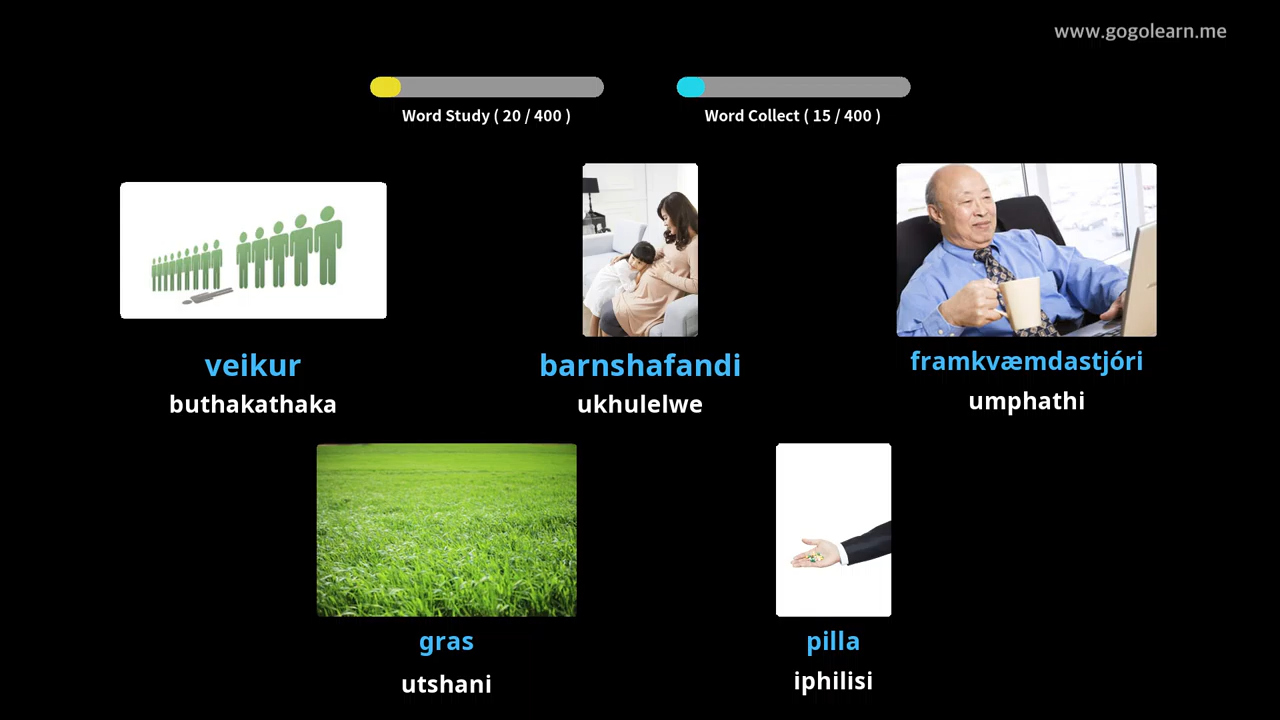 www.gogolearn.me
Word Study ( 20 / 400 )
Word Collect ( 15 / 400 )
veikur
buthakathaka
barnshafandi
ukhulelwe
framkvæmdastjóri
umphathi
gras
utshani
pilla
iphilisi